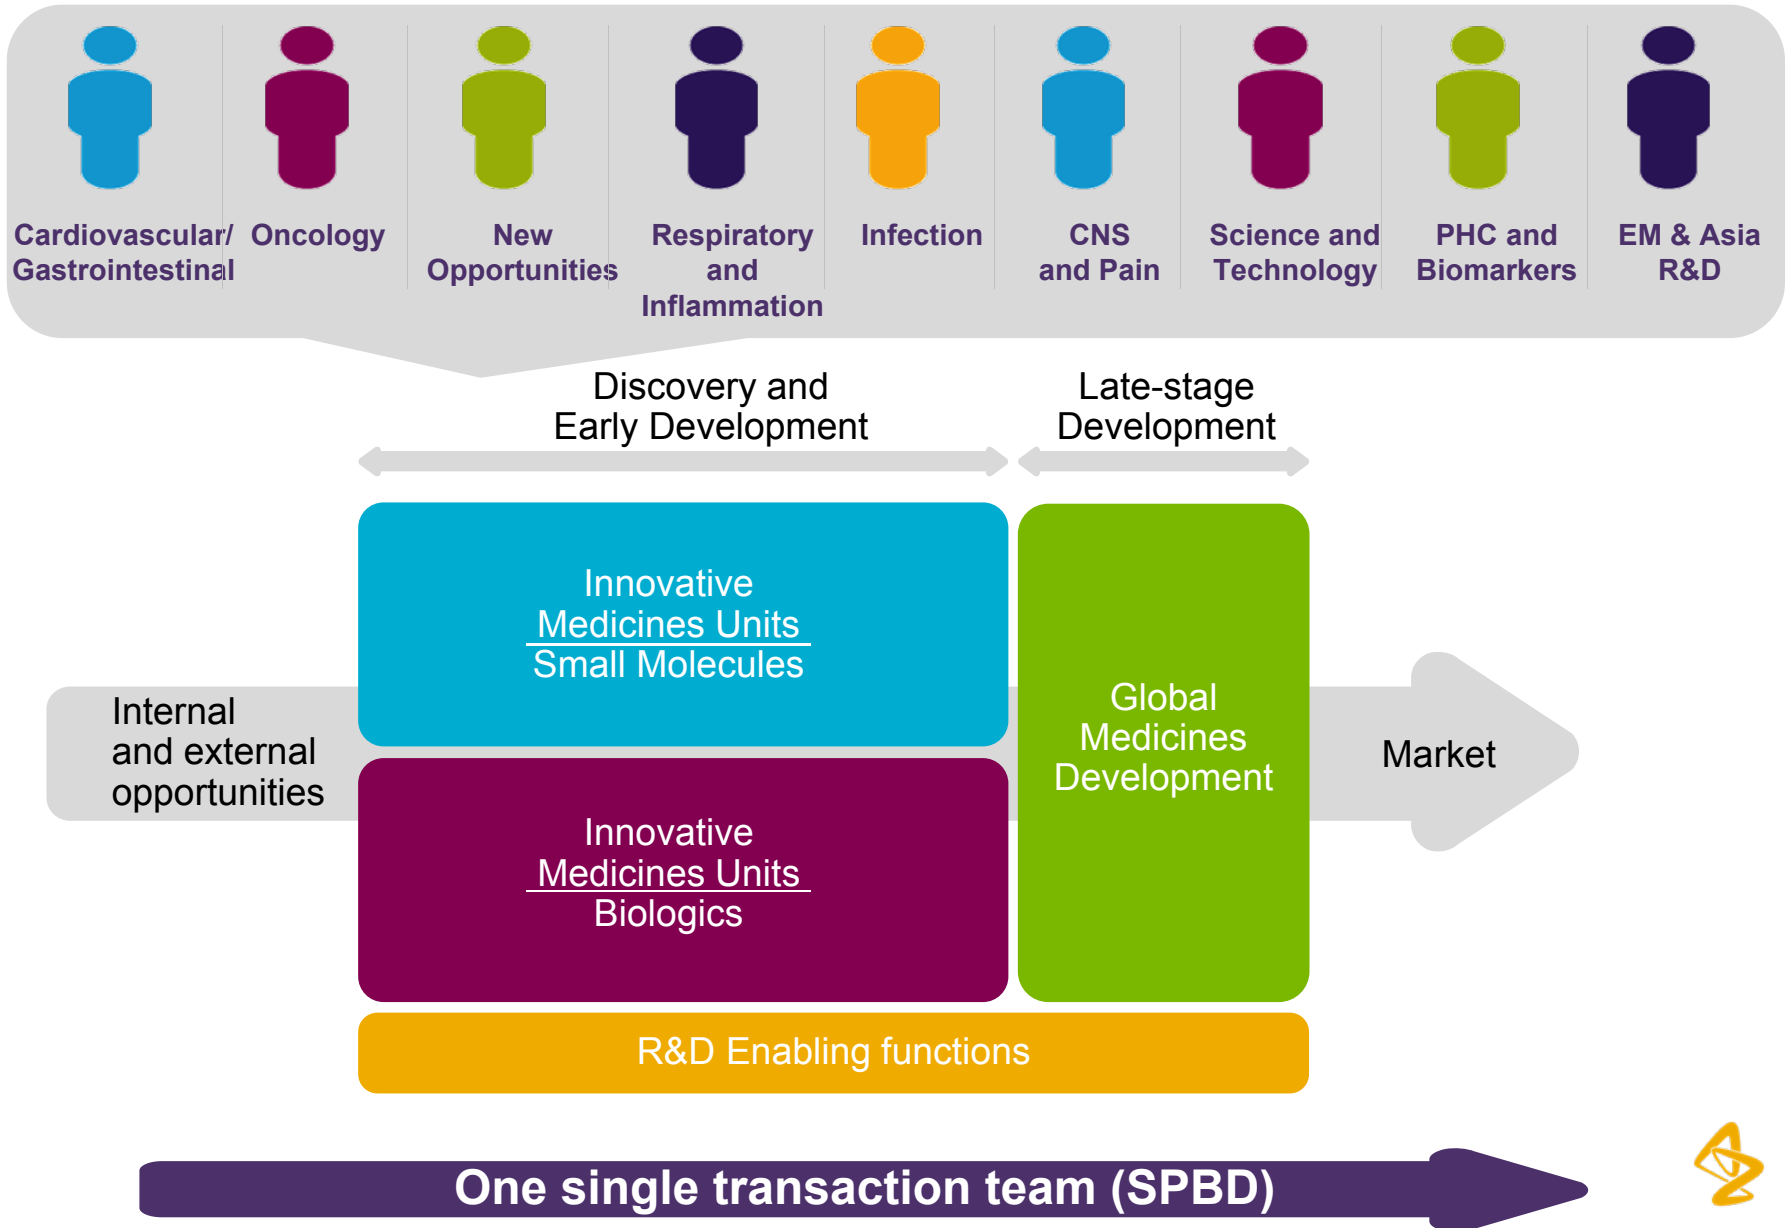 Cardiovascular/
Gastrointestinal
Oncology
New
Opportunities
Respiratory
and
Inflammation
Infection
CNS
and Pain
Science and
Technology
PHC and
Biomarkers
EM & Asia
R&D
Discovery and
Early Development
Late-stage
Development
Innovative
Medicines Units
Small Molecules
Internal
and external
opportunities
Global
Medicines
Development
Market
Innovative
Medicines Units
Biologics
R&D Enabling functions
One single transaction team (SPBD)